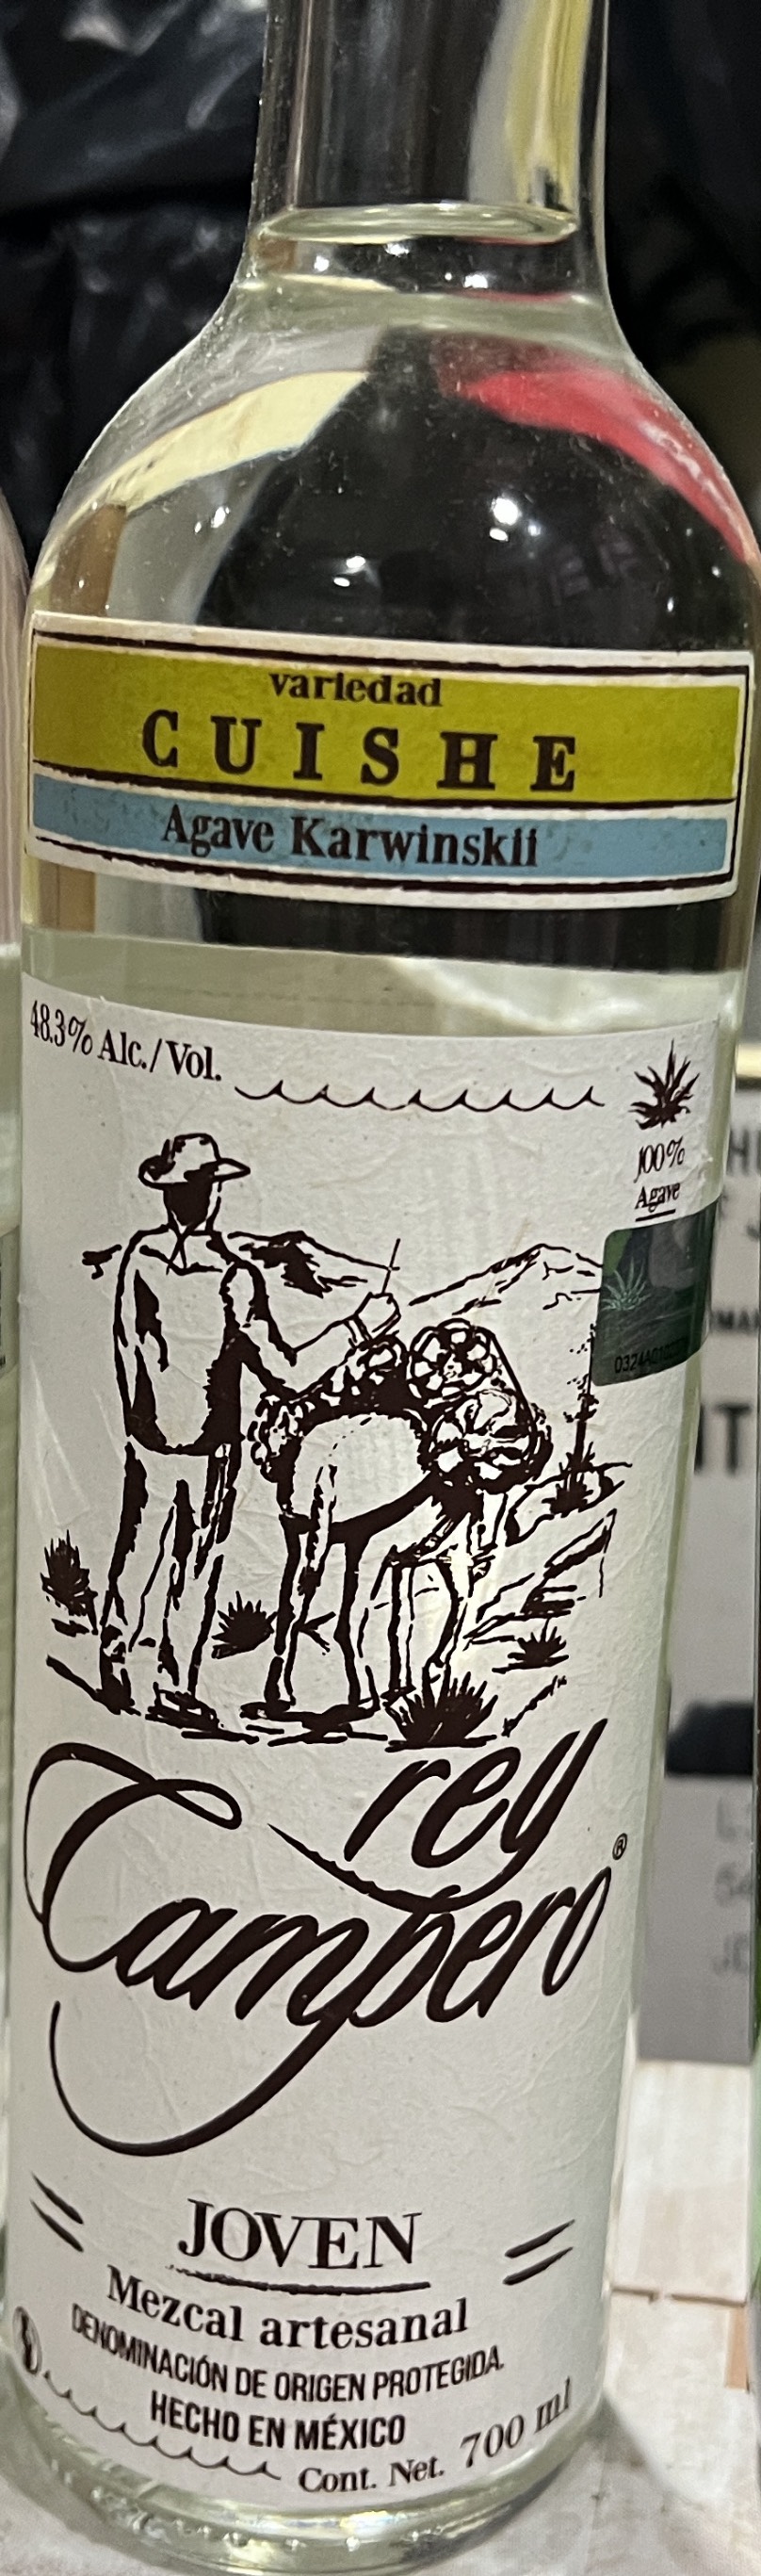 variedad
CUISHE
Agave Karwinskii
48.3% Alc./Vol.
100%
Agave
rey
Campero®
JOVEN
Mezcal artesanal
DENOMINACIÓN DE ORIGEN PROTEGIDA.
HECHO EN MÉXICO
Cont. Net. 700 ml